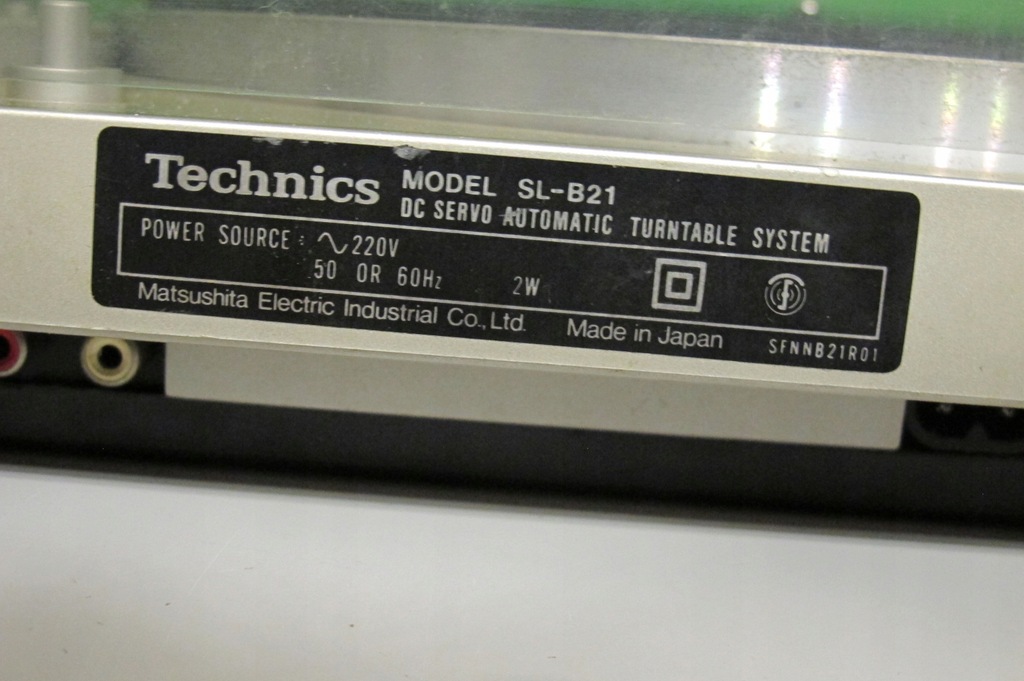 Technics MODEL SL-B21
DC SERVO AUTOMATIC TURNTABLE SYSTEM
POWER SOURCE : ∿220V
50 OR 60Hz 2W
Matsushita Electric Industrial Co., Ltd. Made in Japan
SFNNB21R01